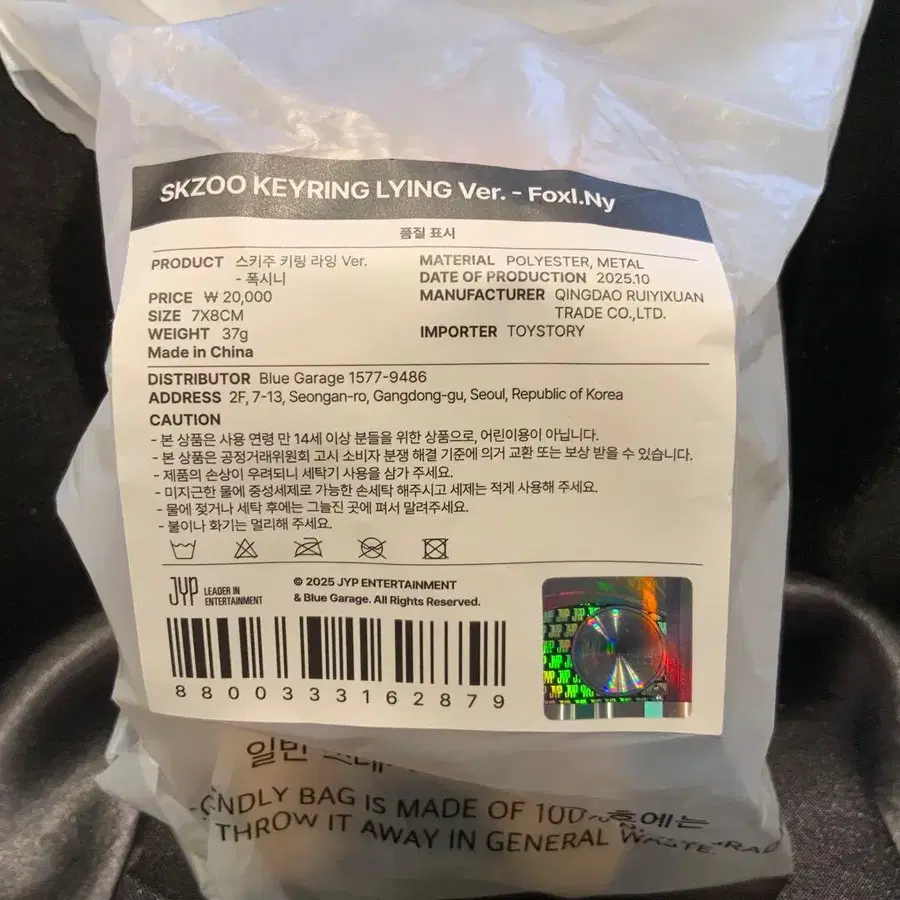 SKZOO KEYRING LYING Ver. - FoxI.Ny
품질 표시
PRODUCT 스키주 키링 라잉 Ver.
- 폭시니
PRICE ₩ 20,000
SIZE 7X8CM
WEIGHT 37g
Made in China
MATERIAL POLYESTER, METAL
DATE OF PRODUCTION 2025.10
MANUFACTURER QINGDAO RUIYIXUAN
TRADE CO.,LTD.
IMPORTER TOYSTORY
DISTRIBUTOR Blue Garage 1577-9486
ADDRESS 2F, 7-13, Seongan-ro, Gangdong-gu, Seoul, Republic of Korea
CAUTION
- 본 상품은 사용 연령 만 14세 이상 분들을 위한 상품으로, 어린이용이 아닙니다.
- 본 상품은 공정거래위원회 고시 소비자 분쟁 해결 기준에 의거 교환 또는 보상 받을 수 있습니다.
- 제품의 손상이 우려되니 세탁기 사용을 삼가 주세요.
- 미지근한 물에 중성세제로 가능한 손세탁 해주시고 세제는 적게 사용해 주세요.
- 물에 젖거나 세탁 후에는 그늘진 곳에 펴서 말려주세요.
- 불이나 화기는 멀리해 주세요.
JYP LEADER IN
ENTERTAINMENT
© 2025 JYP ENTERTAINMENT
& Blue Garage. All Rights Reserved.
8800333162879
JYP JYP JYP
일반
BAG IS MADE OF
THROW IT AWAY IN GENERAL